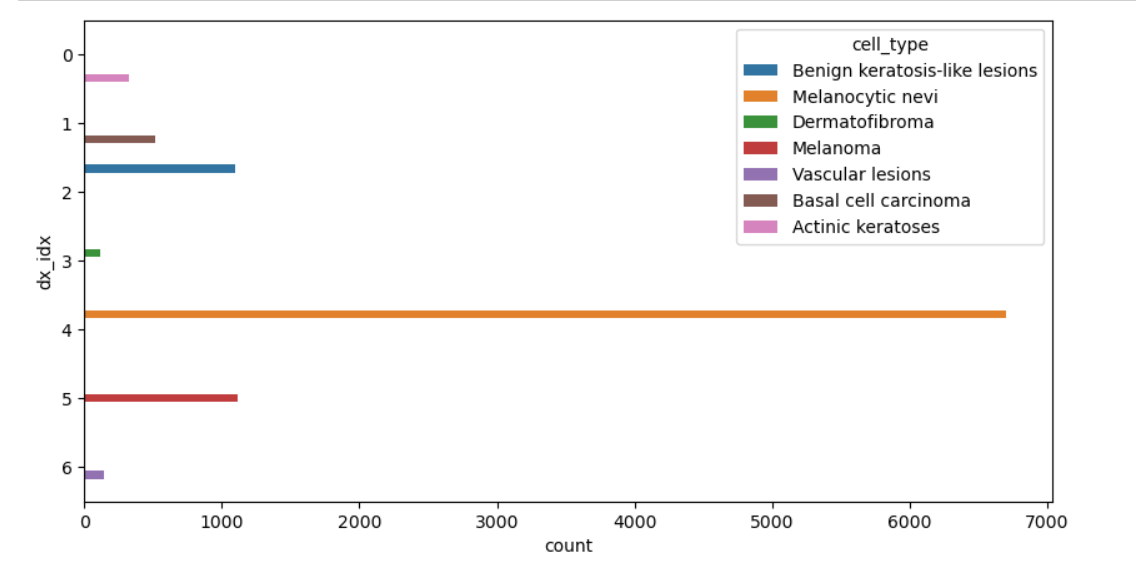 cell_type
Benign keratosis-like lesions
Melanocytic nevi
Dermatofibroma
Melanoma
Vascular lesions
Basal cell carcinoma
Actinic keratoses
dx_idx
0
1
2
3
4
5
6
0 1000 2000 3000 4000 5000 6000 7000
count